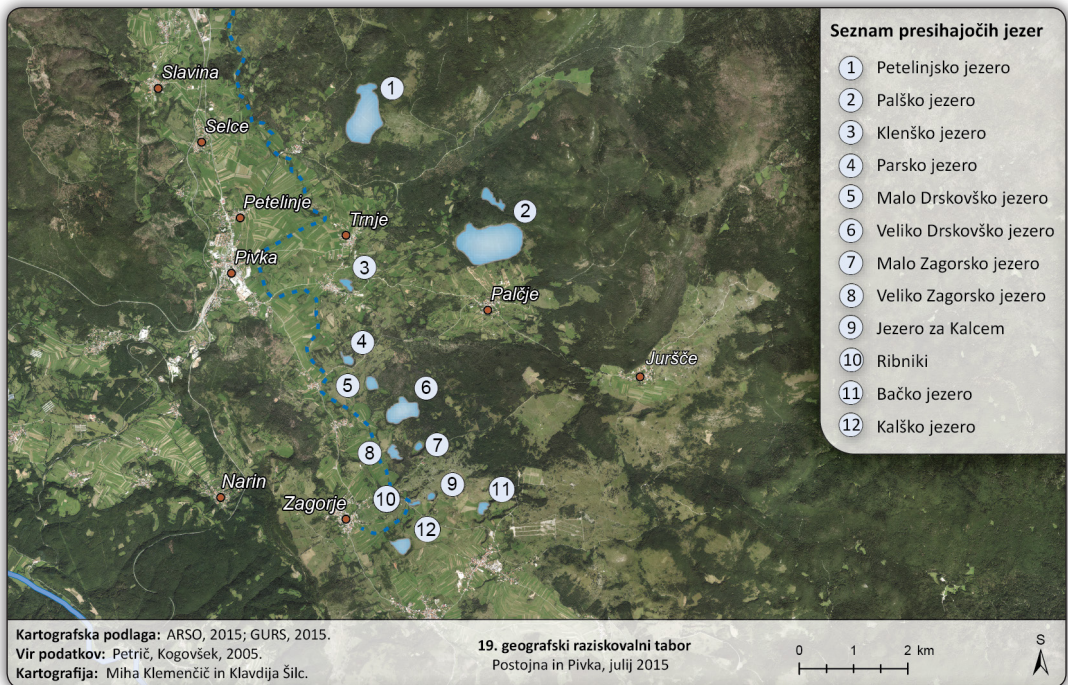 Slavina
Selce
Petelinje
Trnje
Pivka
Palčje
Juršče
Narin
Zagorje
1
2
3
4
5
6
7
8
9
10
11
12
Seznam presihajočih jezer
1 Petelinjsko jezero
2 Palško jezero
3 Klenško jezero
4 Parsko jezero
5 Malo Drskovško jezero
6 Veliko Drskovško jezero
7 Malo Zagorsko jezero
8 Veliko Zagorsko jezero
9 Jezero za Kalcem
10 Ribniki
11 Bačko jezero
12 Kalško jezero
Kartografska podlaga: ARSO, 2015; GURS, 2015.
Vir podatkov: Petrič, Kogovšek, 2005.
Kartografija: Miha Klemenčič in Klavdija Šilc.
19. geografski raziskovalni tabor
Postojna in Pivka, julij 2015
0 1 2 km
S